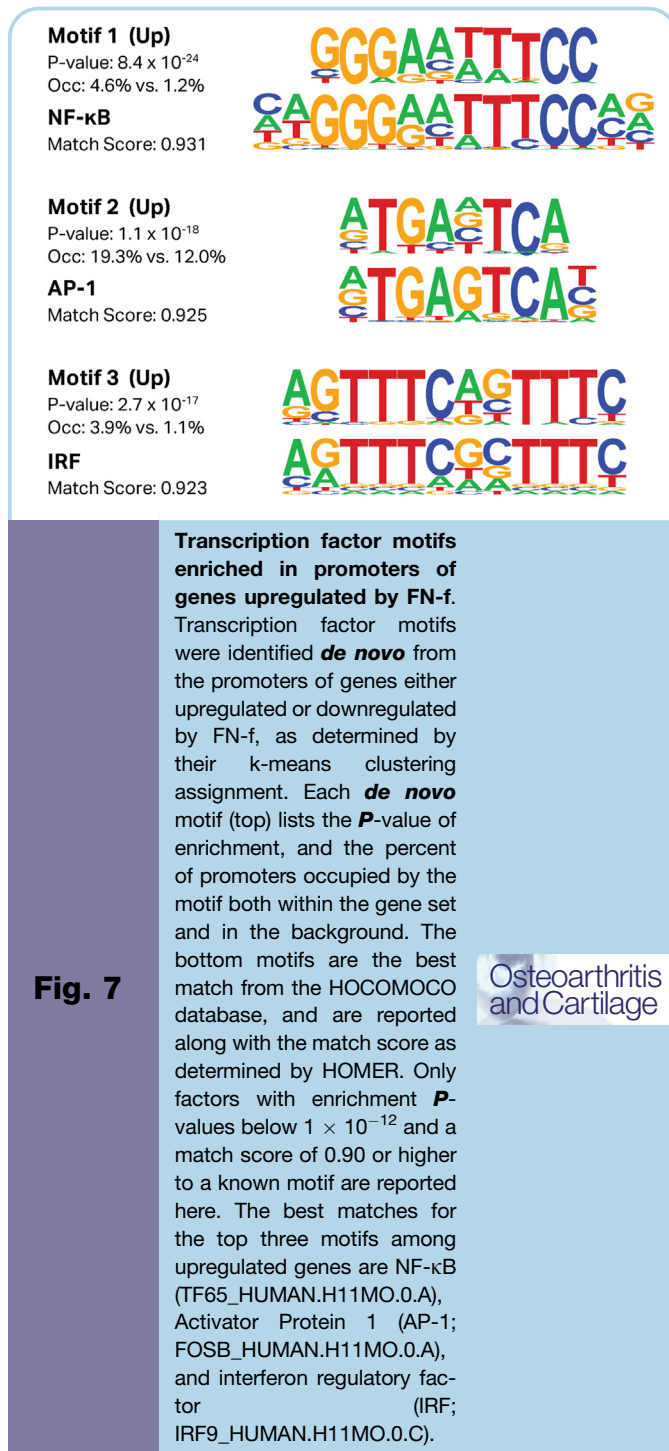 Motif 1 (Up)
P-value: 8.4 x 10-24
Occ: 4.6% vs. 1.2%
NF-κB
Match Score: 0.931
Motif 2 (Up)
P-value: 1.1 x 10-18
Occ: 19.3% vs. 12.0%
AP-1
Match Score: 0.925
Motif 3 (Up)
P-value: 2.7 x 10-17
Occ: 3.9% vs. 1.1%
IRF
Match Score: 0.923
Fig. 7
Transcription factor motifs
enriched in promoters of
genes upregulated by FN-f.
Transcription factor motifs
were identified de novo from
the promoters of genes either
upregulated or downregulated
by FN-f, as determined by
their k-means clustering
assignment. Each de novo
motif (top) lists the P-value of
enrichment, and the percent
of promoters occupied by the
motif both within the gene set
and in the background. The
bottom motifs are the best
match from the HOCOMOCO
database, and are reported
along with the match score as
determined by HOMER. Only
factors with enrichment P-
values below 1 × 10−12 and a
match score of 0.90 or higher
to a known motif are reported
here. The best matches for
the top three motifs among
upregulated genes are NF-κB
(TF65_HUMAN.H11MO.0.A),
Activator Protein 1 (AP-1;
FOSB_HUMAN.H11MO.0.A),
and interferon regulatory fac-
tor (IRF;
IRF9_HUMAN.H11MO.0.C).
Osteoarthritis
and Cartilage